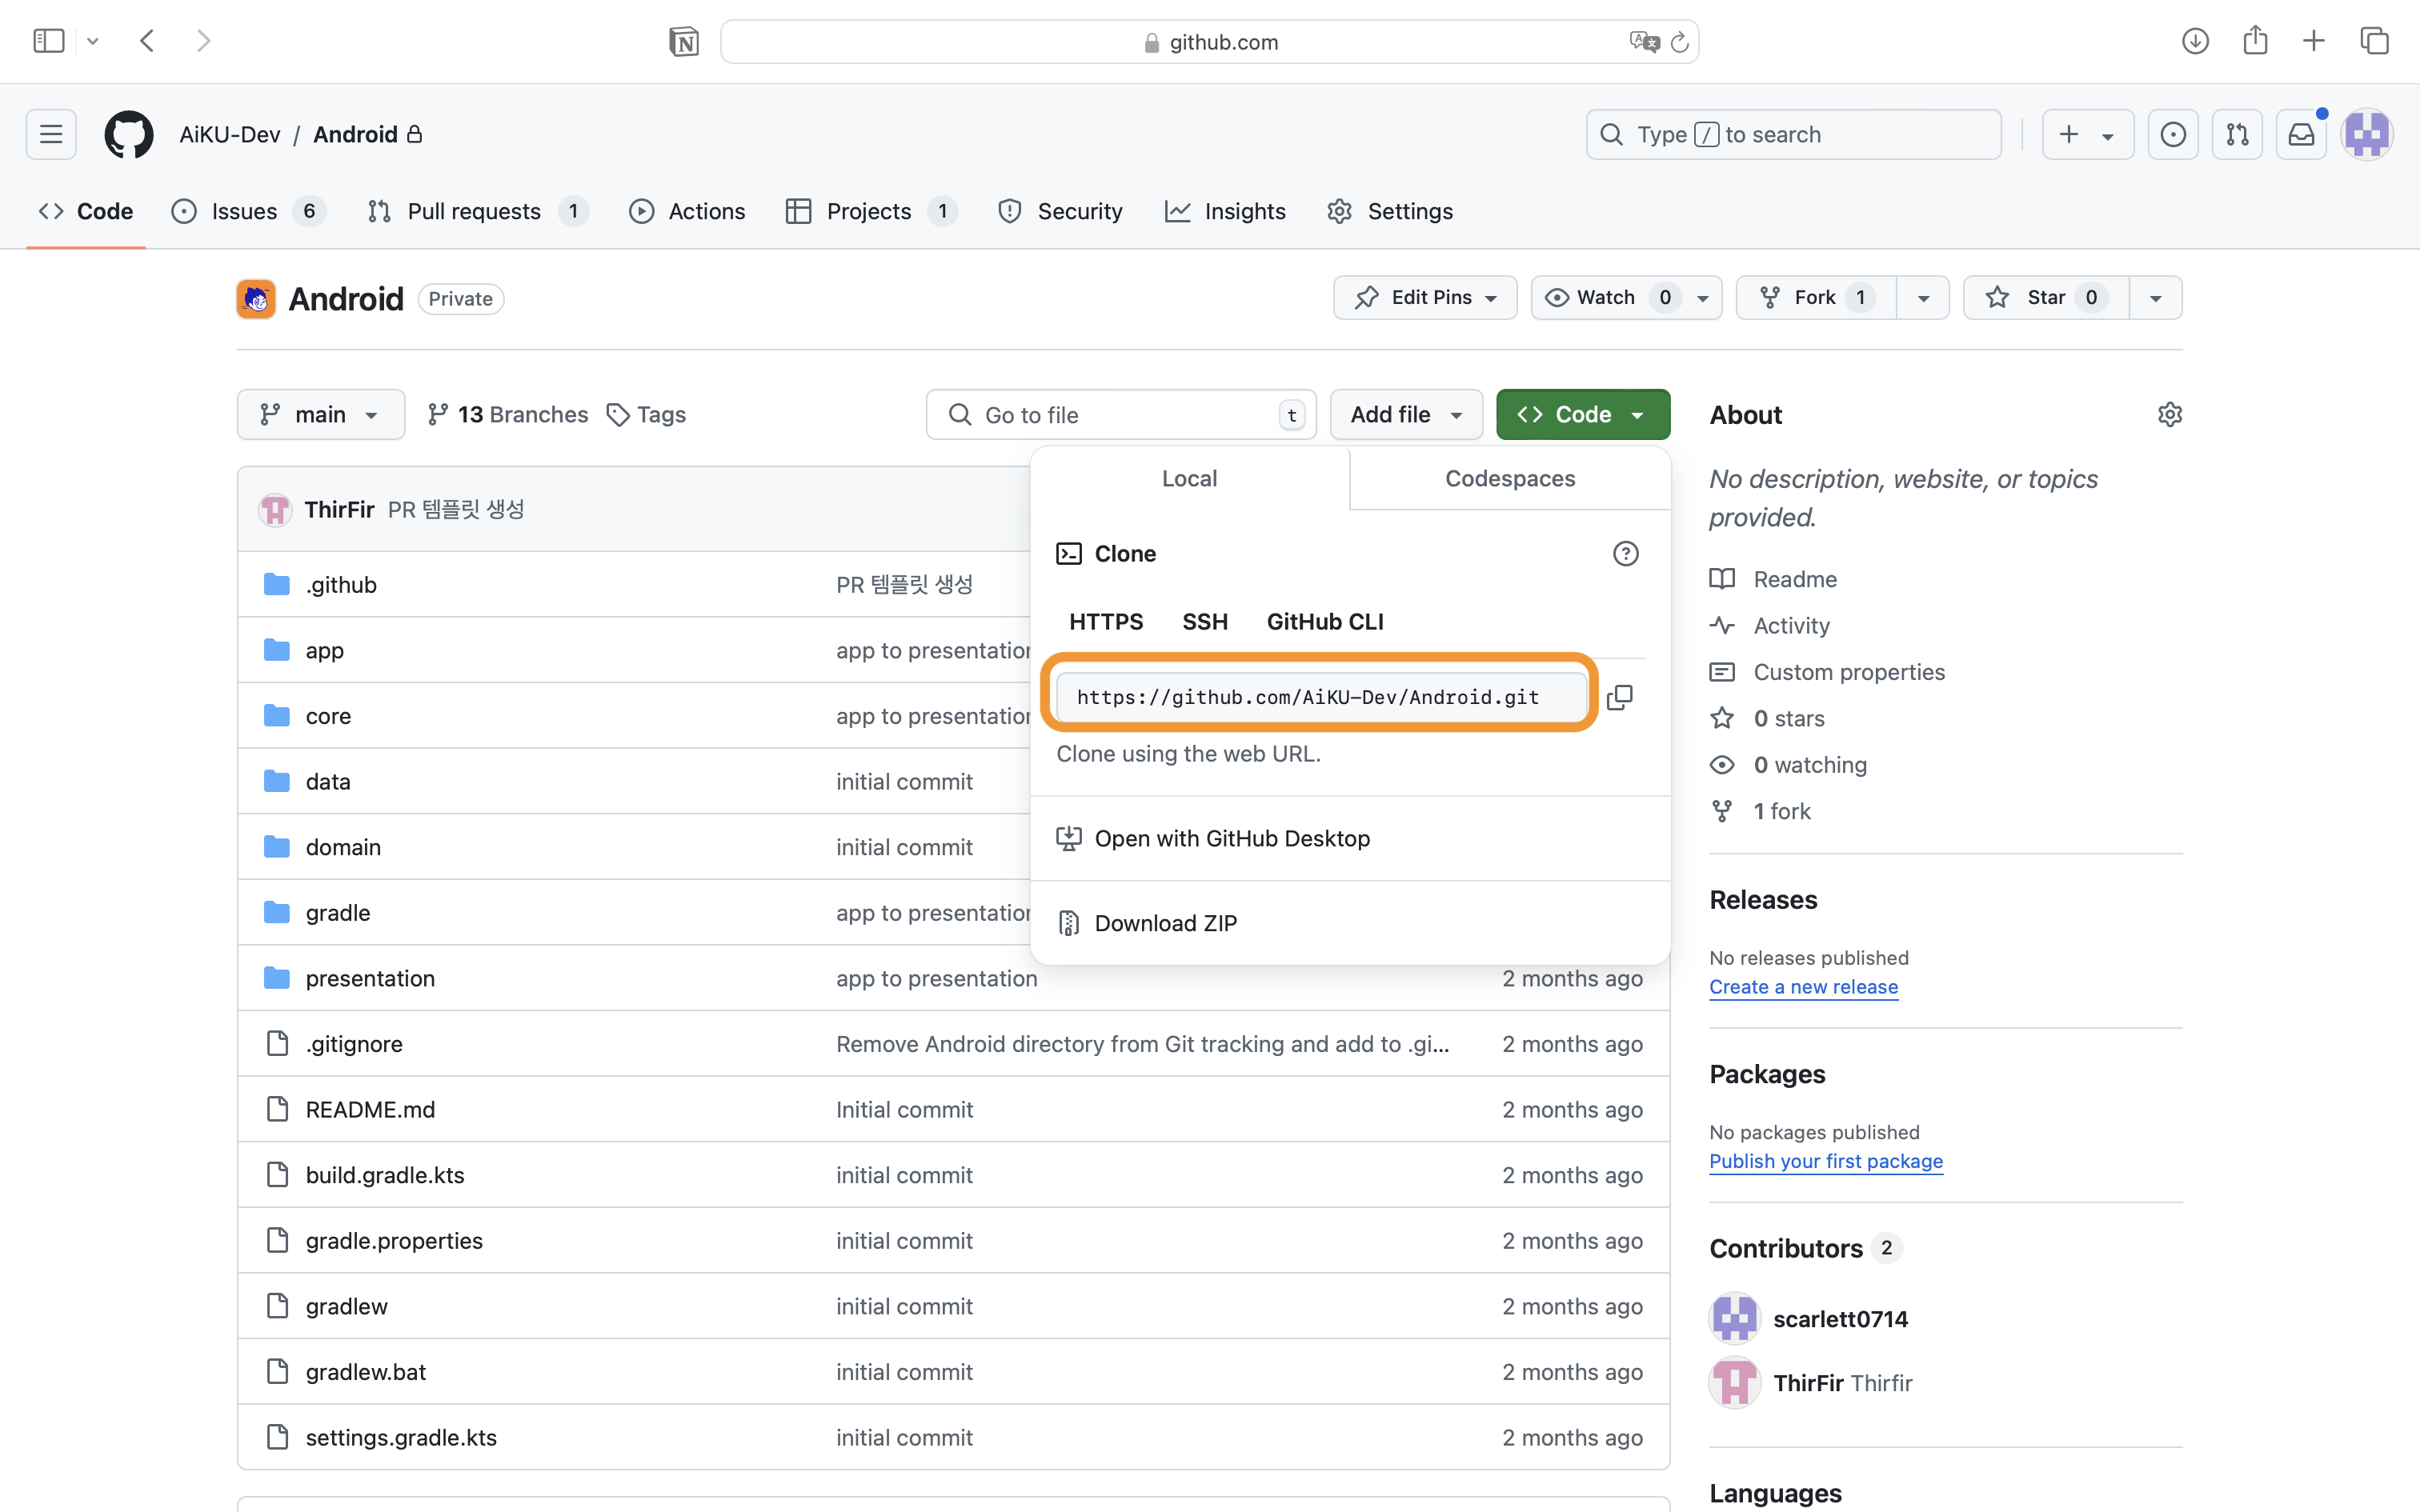 github.com
AiKU-Dev / Android
Type / to search
Code
Issues 6
Pull requests 1
Actions
Projects 1
Security
Insights
Settings
Android Private
Edit Pins
Watch 0
Fork 1
Star 0
main
13 Branches
Tags
Go to file t
Add file
Code
ThirFir PR 템플릿 생성
.github PR 템플릿 생성
app app to presentation
core app to presentation
data initial commit
domain initial commit
gradle app to presentation
presentation app to presentation 2 months ago
.gitignore Remove Android directory from Git tracking and add to .gi... 2 months ago
README.md Initial commit 2 months ago
build.gradle.kts initial commit 2 months ago
gradle.properties initial commit 2 months ago
gradlew initial commit 2 months ago
gradlew.bat initial commit 2 months ago
settings.gradle.kts initial commit 2 months ago
Local Codespaces
Clone
HTTPS SSH GitHub CLI
https://github.com/AiKU-Dev/Android.git
Clone using the web URL.
Open with GitHub Desktop
Download ZIP
About
No description, website, or topics
provided.
Readme
Activity
Custom properties
0 stars
0 watching
1 fork
Releases
No releases published
Create a new release
Packages
No packages published
Publish your first package
Contributors 2
scarlett0714
ThirFir Thirfir
Languages